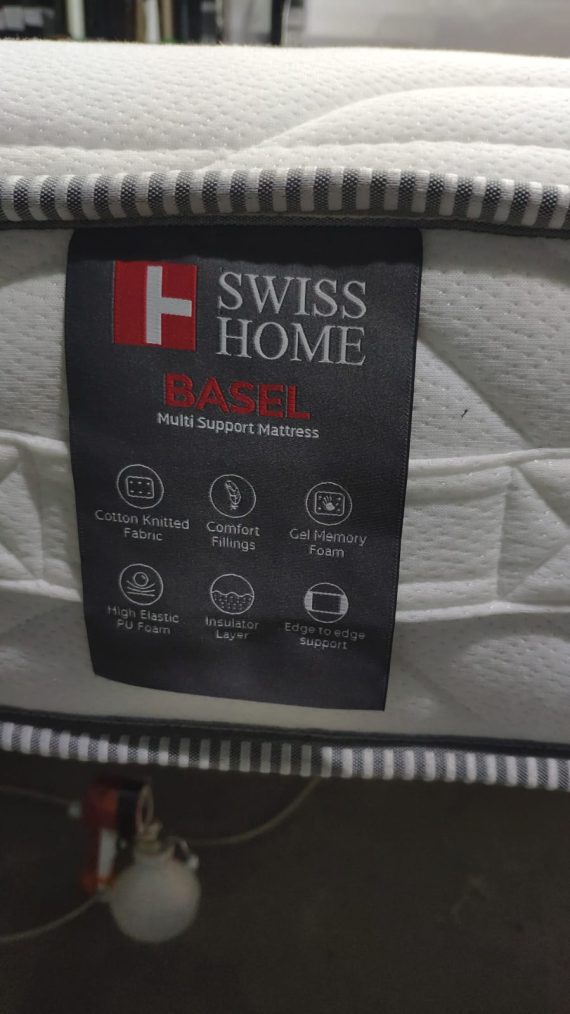 SWISS
HOME
BASEL
Multi Support Mattress
Cotton Knitted
Fabric
Comfort
Fillings
Gel Memory
Foam
High Elastic
PU Foam
Insulator
Layer
Edge to edge
support